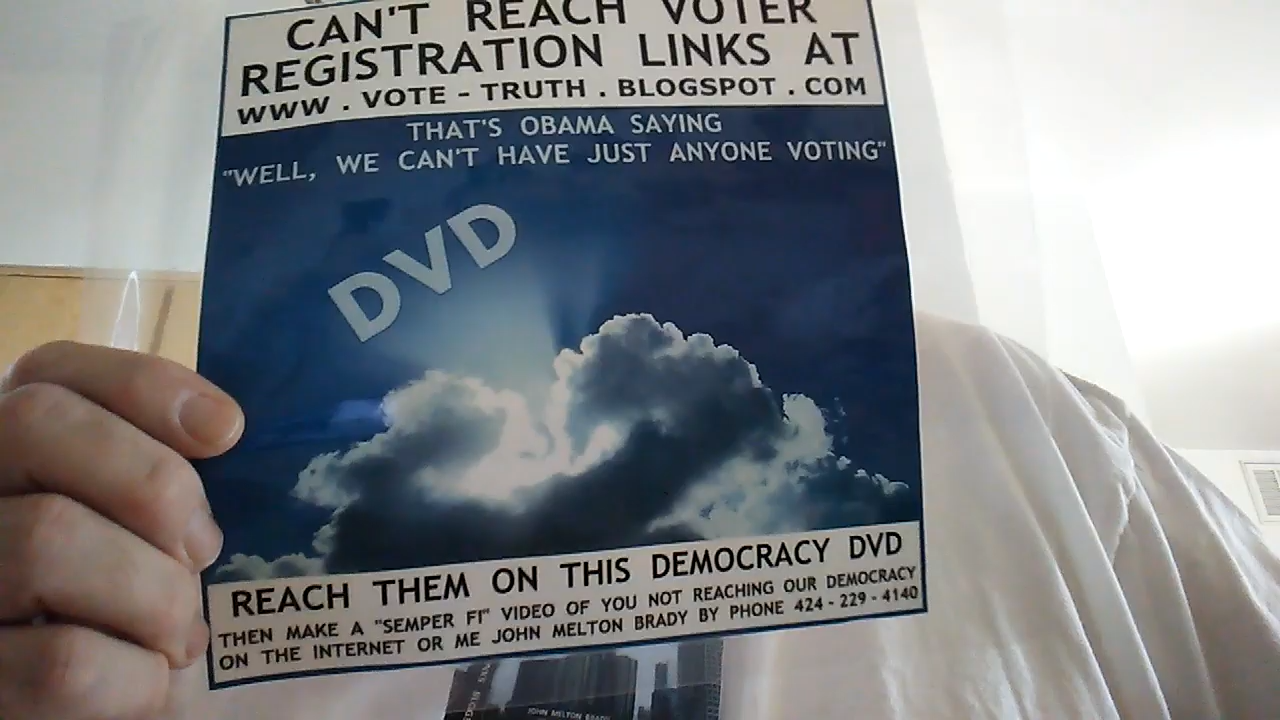 CAN'T REACH VOTER
REGISTRATION LINKS AT
WWW . VOTE - TRUTH . BLOGSPOT . COM
THAT'S OBAMA SAYING
"WELL, WE CAN'T HAVE JUST ANYONE VOTING"
DVD
REACH THEM ON THIS DEMOCRACY DVD
THEN MAKE A "SEMPER FI" VIDEO OF YOU NOT REACHING OUR DEMOCRACY
ON THE INTERNET OR ME JOHN MELTON BRADY BY PHONE 424 - 229 - 4140
JOHN MELTON BRADY